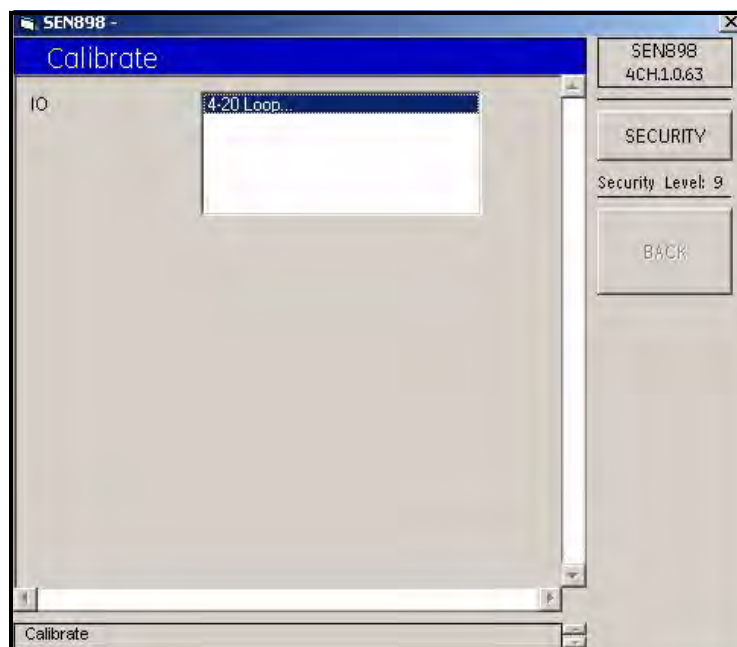 SEN898 -
Calibrate
IO
4-20 Loop...
SEN898
4CH.1.0.63
SECURITY
Security Level: 9
BACK
Calibrate